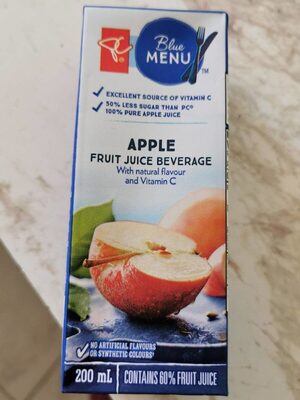 PC
Blue
MENU
TM
EXCELLENT SOURCE OF VITAMIN C
50% LESS SUGAR THAN PC®
100% PURE APPLE JUICE
APPLE
FRUIT JUICE BEVERAGE
With natural flavour
and Vitamin C
NO ARTIFICIAL FLAVOURS
OR SYNTHETIC COLOURS†
200 mL
CONTAINS 60% FRUIT JUICE